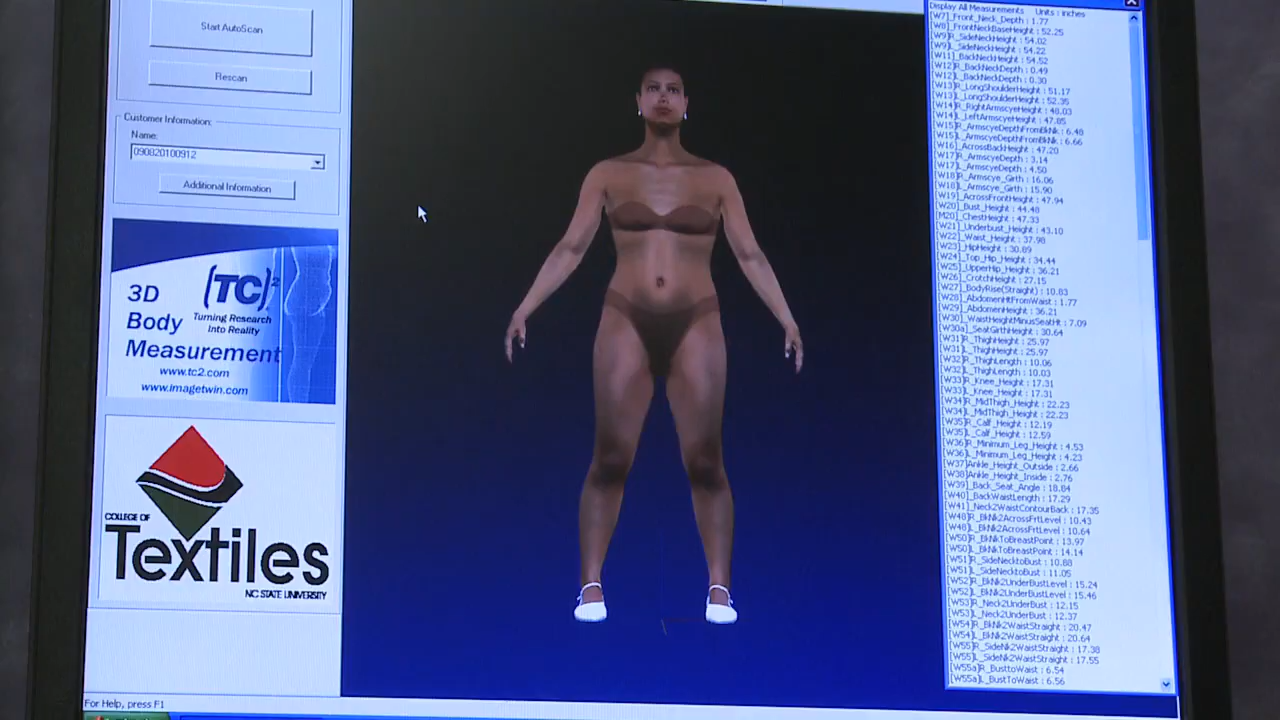 Start AutoScan
Rescan
Customer Information:
Name:
090820100912
Additional Information
(TC)²
Turning Research
Into Reality
3D
Body
Measurement
www.tc2.com
www.imagetwin.com
COLLEGE OF
Textiles
NC STATE UNIVERSITY
For Help, press F1
Display All Measurements Units : inches
[W7]_Front_Neck_Depth : 1.77
[W8]_FrontNeckBaseHeight : 52.25
[W9]R_SideNeckHeight : 54.02
[W9]L_SideNeckHeight : 54.22
[W11]_BackNeckHeight : 54.52
[W12]R_BackNeckDepth : 0.49
[W12]L_BackNeckDepth : 0.30
[W13]R_LongShoulderHeight : 51.17
[W13]L_LongShoulderHeight : 52.35
[W14]R_RightArmscyeHeight : 48.03
[W14]L_LeftArmscyeHeight : 47.85
[W15]R_ArmscyeDepthFromBkNk : 6.48
[W15]L_ArmscyeDepthFromBkNk : 6.66
[W16]_AcrossBackHeight : 47.20
[W17]R_ArmscyeDepth : 3.14
[W17]L_ArmscyeDepth : 4.50
[W18]R_Armscye_Girth : 16.06
[W18]L_Armscye_Girth : 15.90
[W19]_AcrossFrontHeight : 47.94
[W20]_Bust_Height : 44.48
[M20]_ChestHeight : 47.33
[W21]_Underbust_Height : 43.10
[W22]_Waist_Height : 37.98
[W23]_HipHeight : 30.89
[W24]_Top_Hip_Height : 34.44
[W25]_UpperHip_Height : 36.21
[W26]_CrotchHeight : 27.15
[W27]_BodyRise(Straight) : 10.83
[W28]_AbdomenHtFromWaist : 1.77
[W29]_AbdomenHeight : 36.21
[W30]_WaistHeightMinusSeatHt : 7.09
[W30a]_SeatGirthHeight : 30.64
[W31]R_ThighHeight : 25.97
[W31]L_ThighHeight : 25.97
[W32]R_ThighLength : 10.06
[W32]L_ThighLength : 10.03
[W33]R_Knee_Height : 17.31
[W33]L_Knee_Height : 17.31
[W34]R_MidThigh_Height : 22.23
[W34]L_MidThigh_Height : 22.23
[W35]R_Calf_Height : 12.19
[W35]L_Calf_Height : 12.59
[W36]R_Minimum_Leg_Height : 4.53
[W36]L_Minimum_Leg_Height : 4.23
[W37]Ankle_Height_Outside : 2.66
[W38]Ankle_Height_Inside : 2.76
[W39]_Back_Seat_Angle : 18.84
[W40]_BackWaistLength : 17.29
[W41]_Neck2WaistContourBack : 17.35
[W48]R_BkNk2AcrossFrtLevel : 10.43
[W48]L_BkNk2AcrossFrtLevel : 10.64
[W50]R_BkNkToBreastPoint : 13.97
[W50]L_BkNkToBreastPoint : 14.14
[W51]R_SideNecktoBust : 10.88
[W51]L_SideNecktoBust : 11.05
[W52]R_BkNk2UnderBustLevel : 15.24
[W52]L_BkNk2UnderBustLevel : 15.46
[W53]R_Neck2UnderBust : 12.15
[W53]L_Neck2UnderBust : 12.37
[W54]R_BkNk2WaistStraight : 20.47
[W54]L_BkNk2WaistStraight : 20.64
[W55]R_SideNk2WaistStraight : 17.38
[W55]L_SideNk2WaistStraight : 17.55
[W55a]R_BusttoWaist : 6.54
[W55a]L_BustToWaist : 6.56